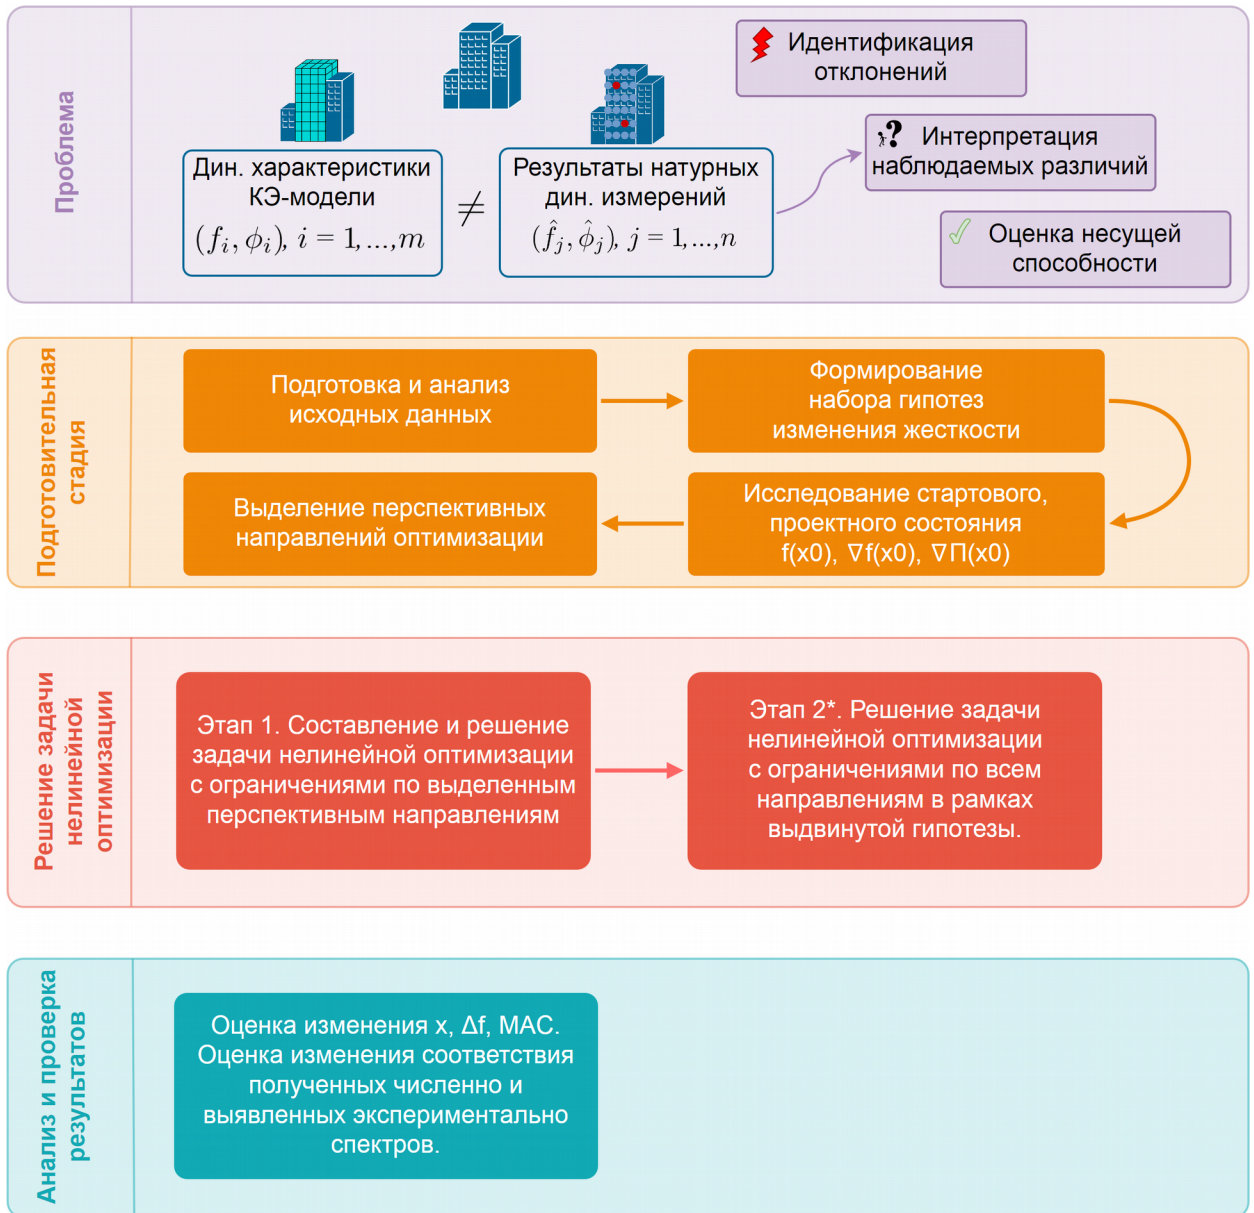 Проблема
Дин. характеристики
КЭ-модели
(f_i, ϕ_i), i = 1,...,m
≠
Результаты натурных
дин. измерений
(f̂_j, ϕ̂_j), j = 1,...,n
Идентификация
отклонений
? Интерпретация
наблюдаемых различий
Оценка несущей
способности
Подготовительная
стадия
Подготовка и анализ
исходных данных
Формирование
набора гипотез
изменения жесткости
Исследование стартового,
проектного состояния
f(x0), ∇f(x0), ∇П(x0)
Выделение перспективных
направлений оптимизации
Решение задачи
нелинейной
оптимизации
Этап 1. Составление и решение
задачи нелинейной оптимизации
с ограничениями по выделенным
перспективным направлениям
Этап 2*. Решение задачи
нелинейной оптимизации
с ограничениями по всем
направлениям в рамках
выдвинутой гипотезы.
Анализ и проверка
результатов
Оценка изменения x, Δf, MAC.
Оценка изменения соответствия
полученных численно и
выявленных экспериментально
спектров.